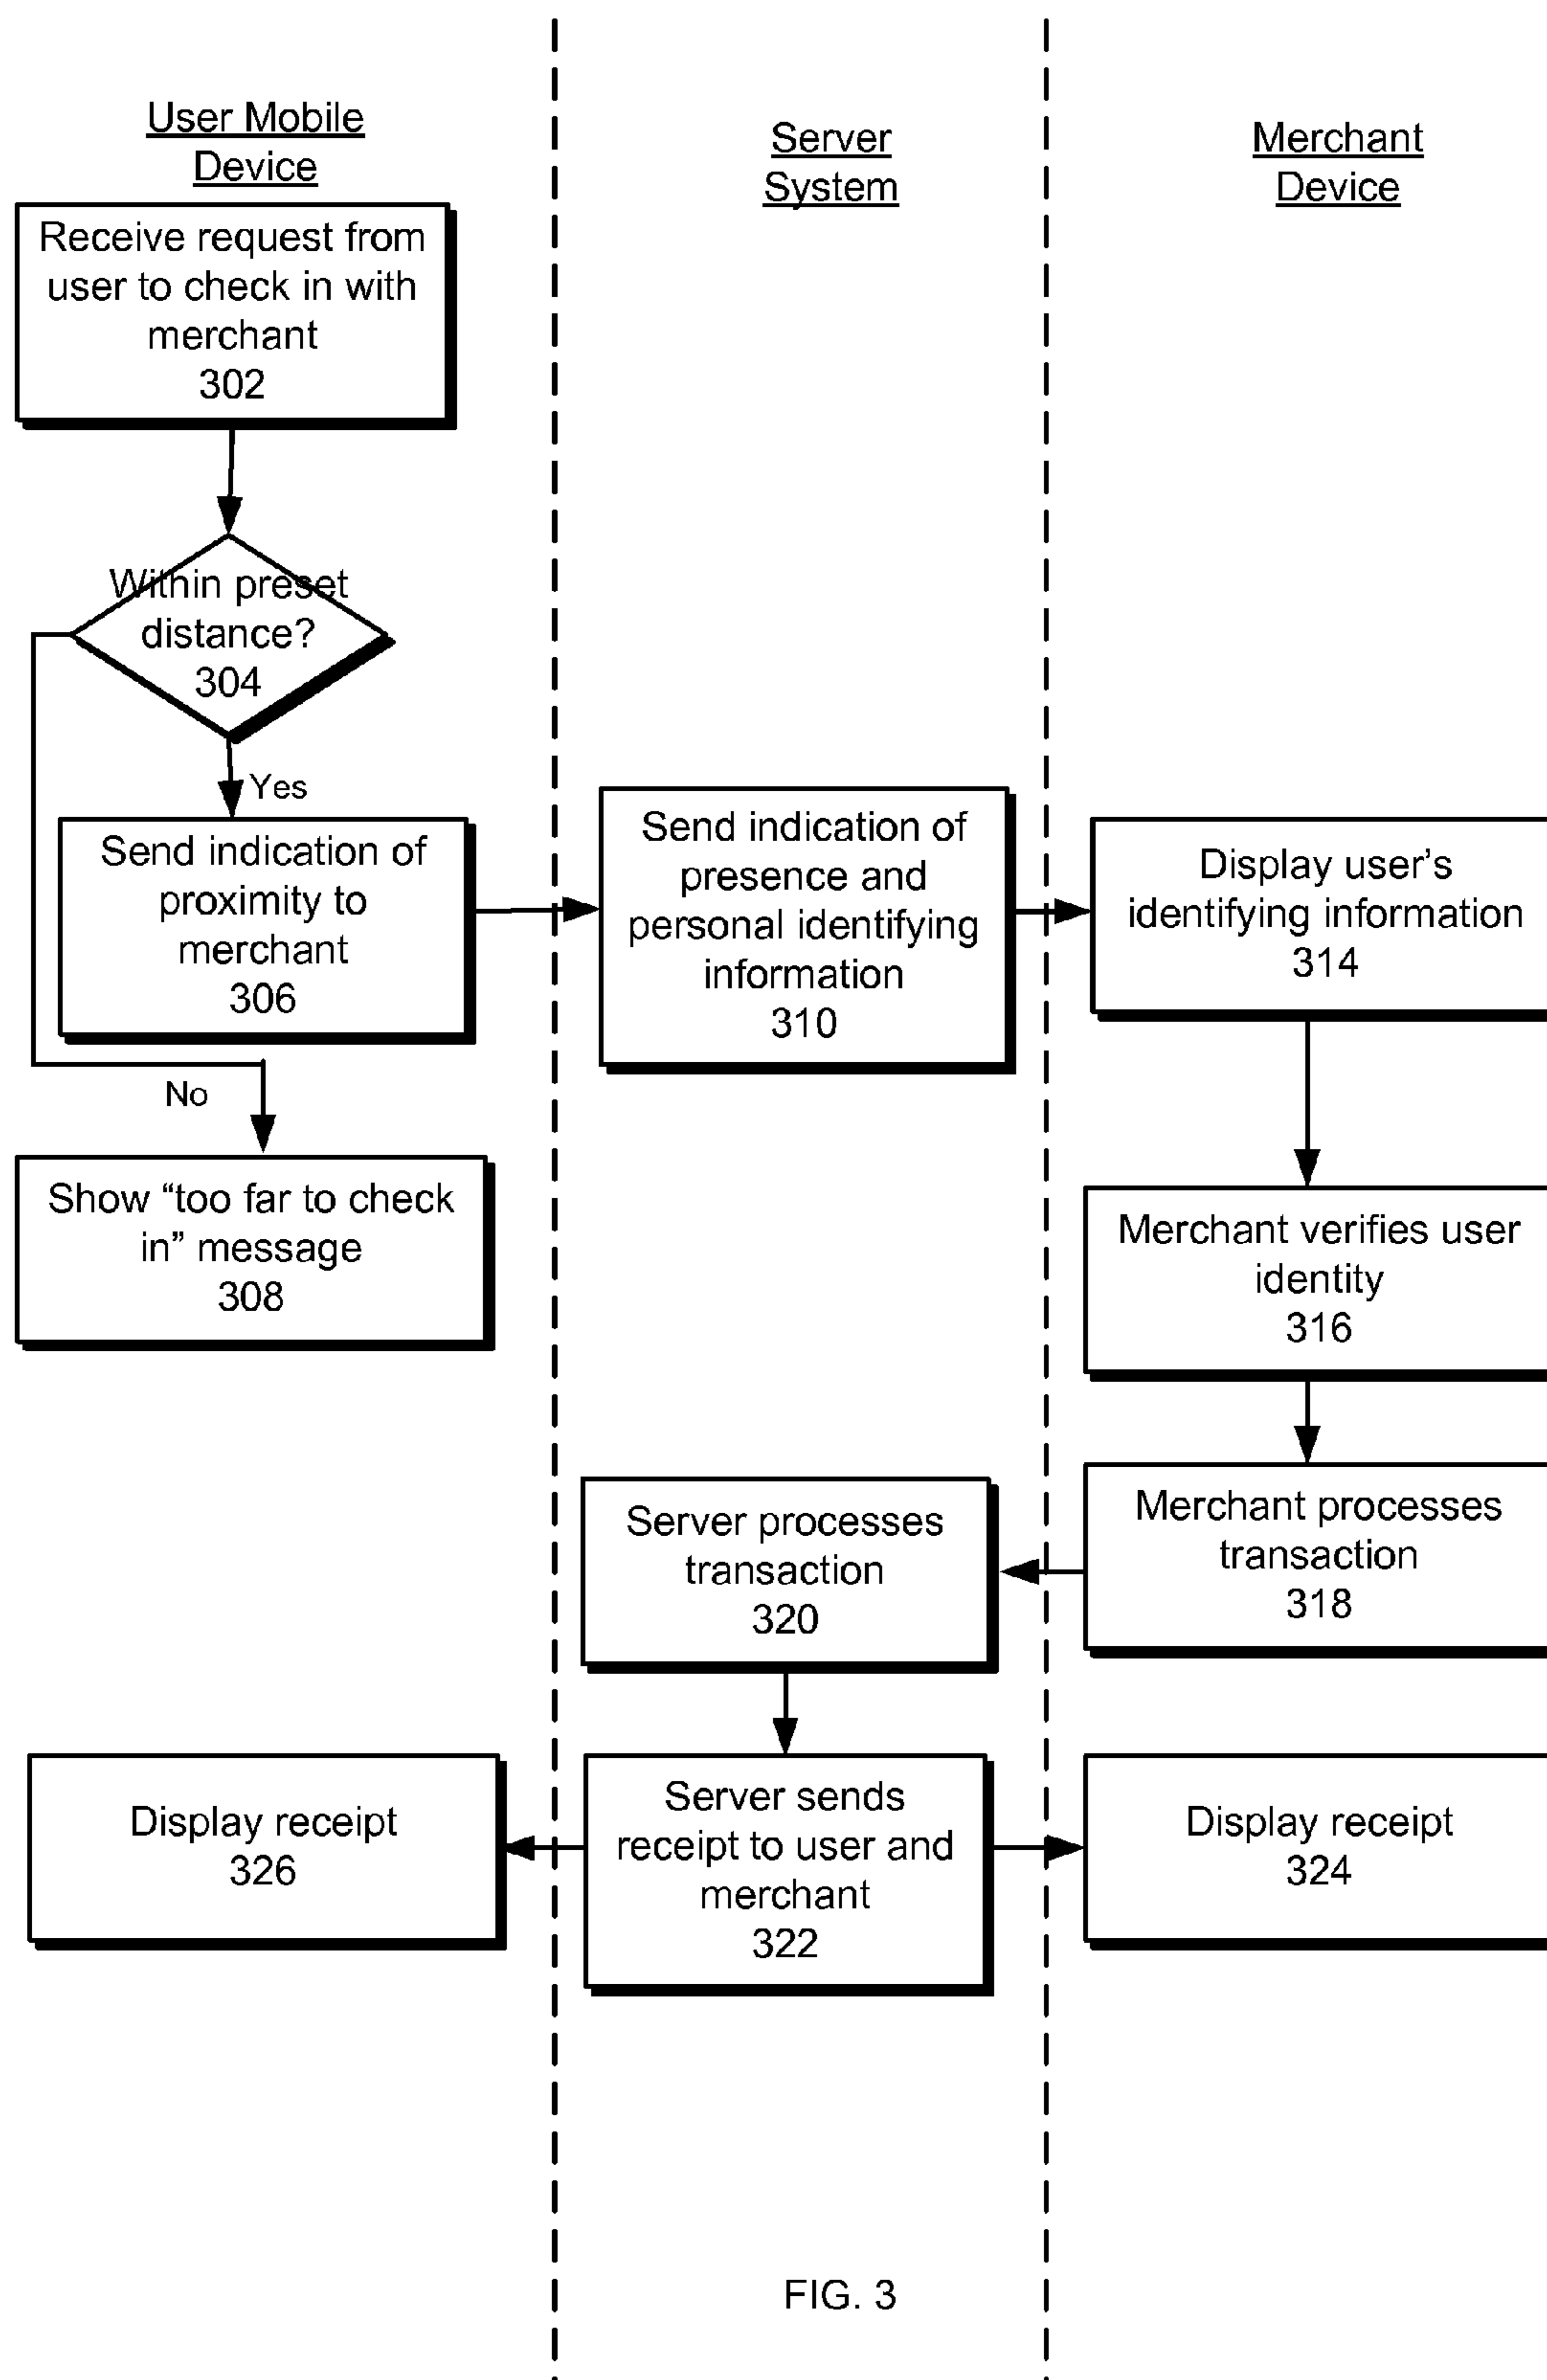 User Mobile
Device
Server
System
Merchant
Device
Receive request from
user to check in with
merchant
302
Within preset
distance?
304
Yes
Send indication of
proximity to
merchant
306
Send indication of
presence and
personal identifying
information
310
Display user's
identifying information
314
No
Show “too far to check
in” message
308
Merchant verifies user
identity
316
Server processes
transaction
320
Merchant processes
transaction
318
Display receipt
326
Server sends
receipt to user and
merchant
322
Display receipt
324
FIG. 3